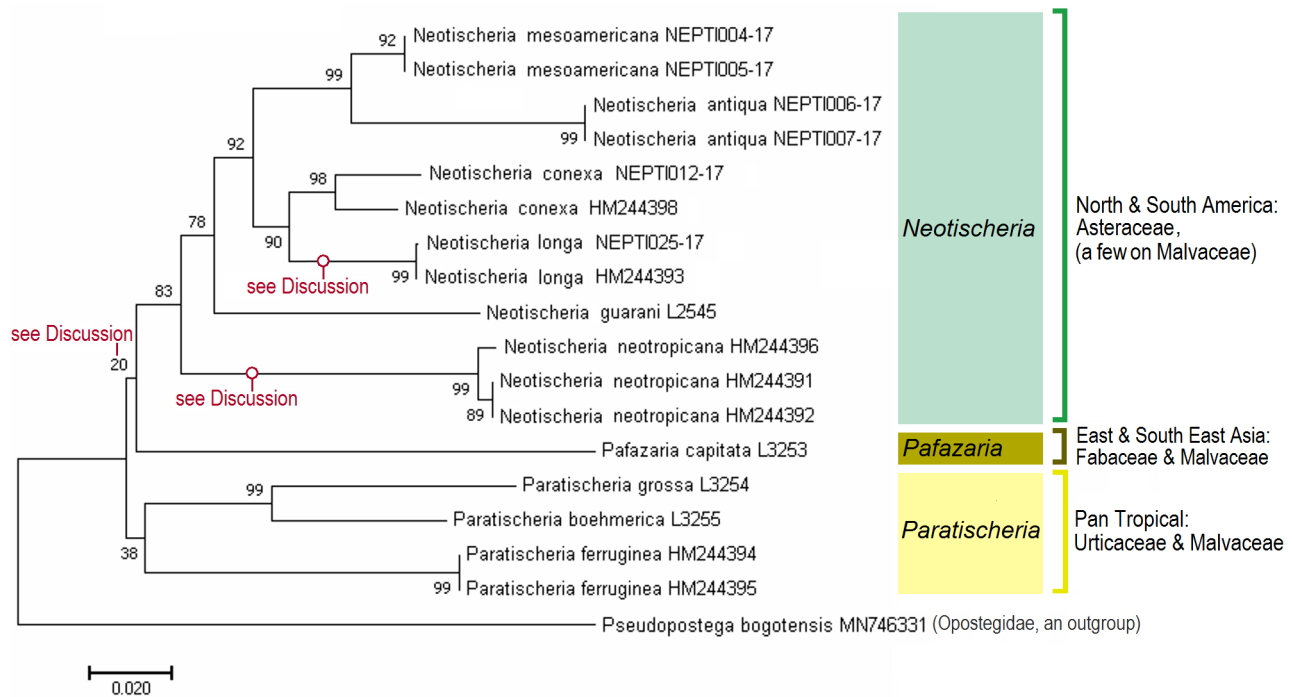 92
Neotischeria mesoamericana NEPTI004-17
Neotischeria mesoamericana NEPTI005-17
99
Neotischeria antiqua NEPTI006-17
99
Neotischeria antiqua NEPTI007-17
92
98
Neotischeria conexa NEPTI012-17
Neotischeria conexa HM244398
78
90
Neotischeria longa NEPTI025-17
99
Neotischeria longa HM244393
see Discussion
83
Neotischeria guarani L2545
see Discussion
20
Neotischeria neotropicana HM244396
99
Neotischeria neotropicana HM244391
see Discussion
89
Neotischeria neotropicana HM244392
Pafazaria capitata L3253
99
Paratischeria grossa L3254
Paratischeria boehmerica L3255
38
Paratischeria ferruginea HM244394
99
Paratischeria ferruginea HM244395
Pseudopostega bogotensis MN746331 (Opostegidae, an outgroup)
0.020
Neotischeria
North & South America:
Asteraceae,
(a few on Malvaceae)
Pafazaria
East & South East Asia:
Fabaceae & Malvaceae
Paratischeria
Pan Tropical:
Urticaceae & Malvaceae